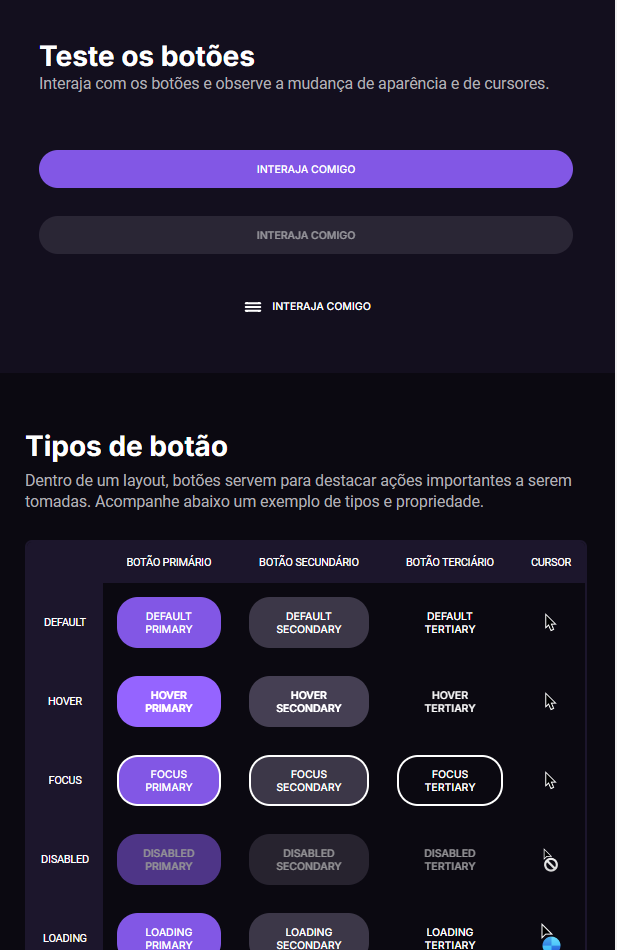 Teste os botões
Interaja com os botões e observe a mudança de aparência e de cursores.
INTERAJA COMIGO
INTERAJA COMIGO
INTERAJA COMIGO
Tipos de botão
Dentro de um layout, botões servem para destacar ações importantes a serem
tomadas. Acompanhe abaixo um exemplo de tipos e propriedade.
BOTÃO PRIMÁRIO BOTÃO SECUNDÁRIO BOTÃO TERCIÁRIO CURSOR
DEFAULT
DEFAULT
PRIMARY
DEFAULT
SECONDARY
DEFAULT
TERTIARY
HOVER
HOVER
PRIMARY
HOVER
SECONDARY
HOVER
TERTIARY
FOCUS
FOCUS
PRIMARY
FOCUS
SECONDARY
FOCUS
TERTIARY
DISABLED
DISABLED
PRIMARY
DISABLED
SECONDARY
DISABLED
TERTIARY
LOADING
LOADING
PRIMARY
LOADING
SECONDARY
LOADING
TERTIARY